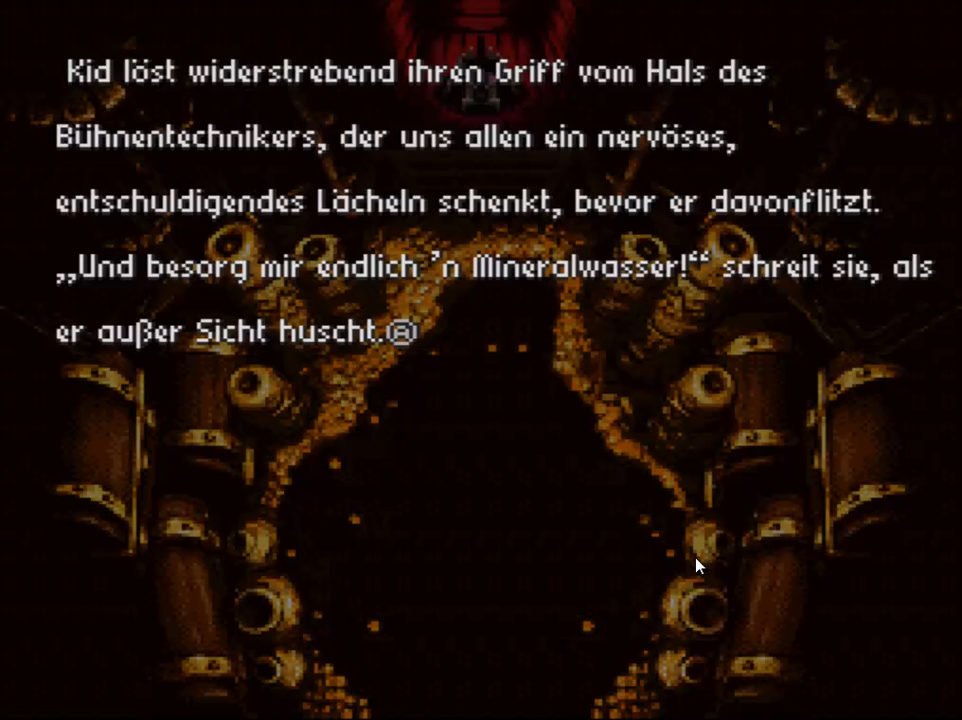 Kid löst widerstrebend ihren Griff vom Hals des
Bühnentechnikers, der uns allen ein nervöses,
entschuldigendes Lächeln schenkt, bevor er davonflitzt.
„Und besorg mir endlich ’n Mineralwasser!“ schreit sie, als
er außer Sicht huscht.